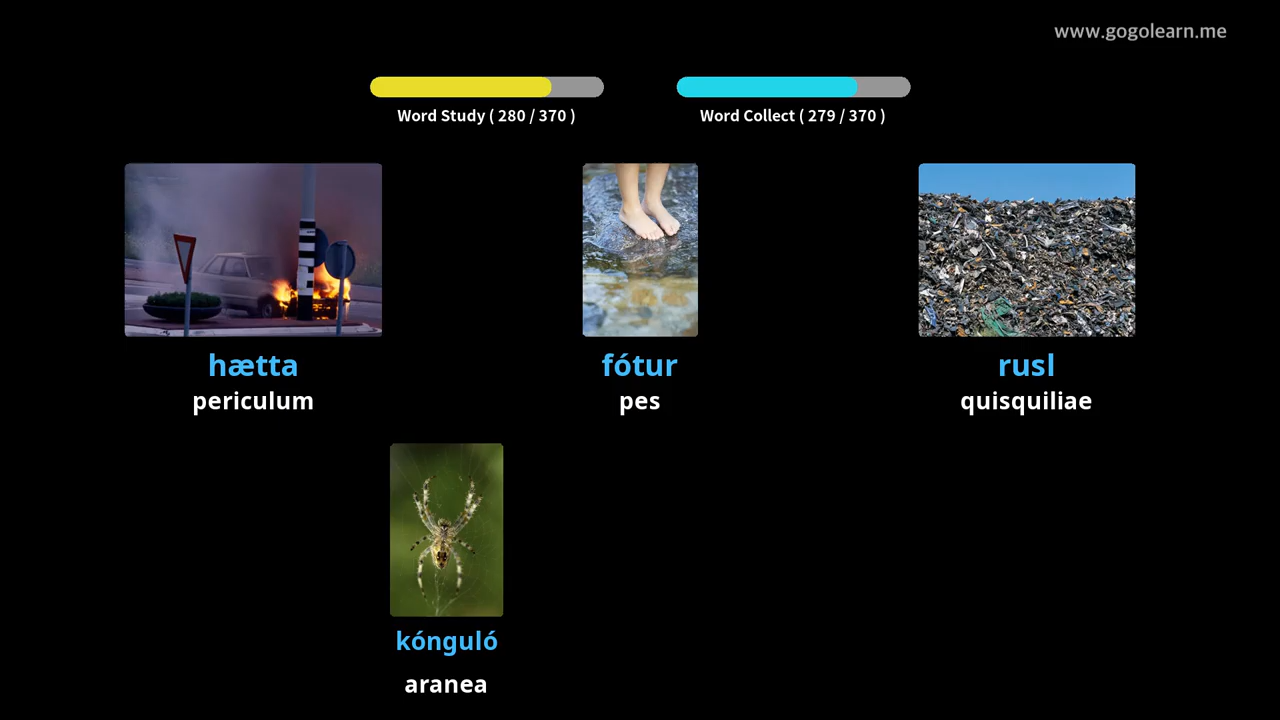 www.gogolearn.me
Word Study ( 280 / 370 )
Word Collect ( 279 / 370 )
hætta
periculum
fótur
pes
rusl
quisquiliae
kónguló
aranea